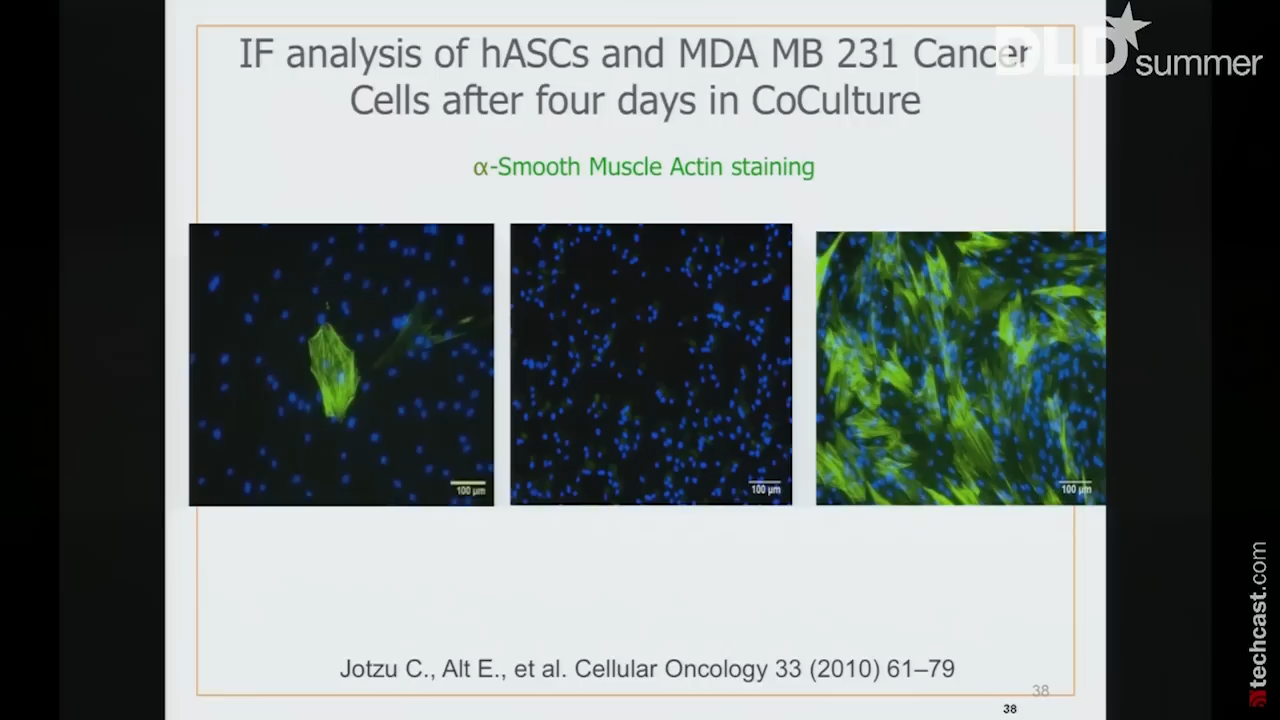 DLD summer
IF analysis of hASCs and MDA MB 231 Cancer
Cells after four days in CoCulture
α-Smooth Muscle Actin staining
100 µm
100 µm
100 µm
Jotzu C., Alt E., et al. Cellular Oncology 33 (2010) 61–79
38
38
techcast.com